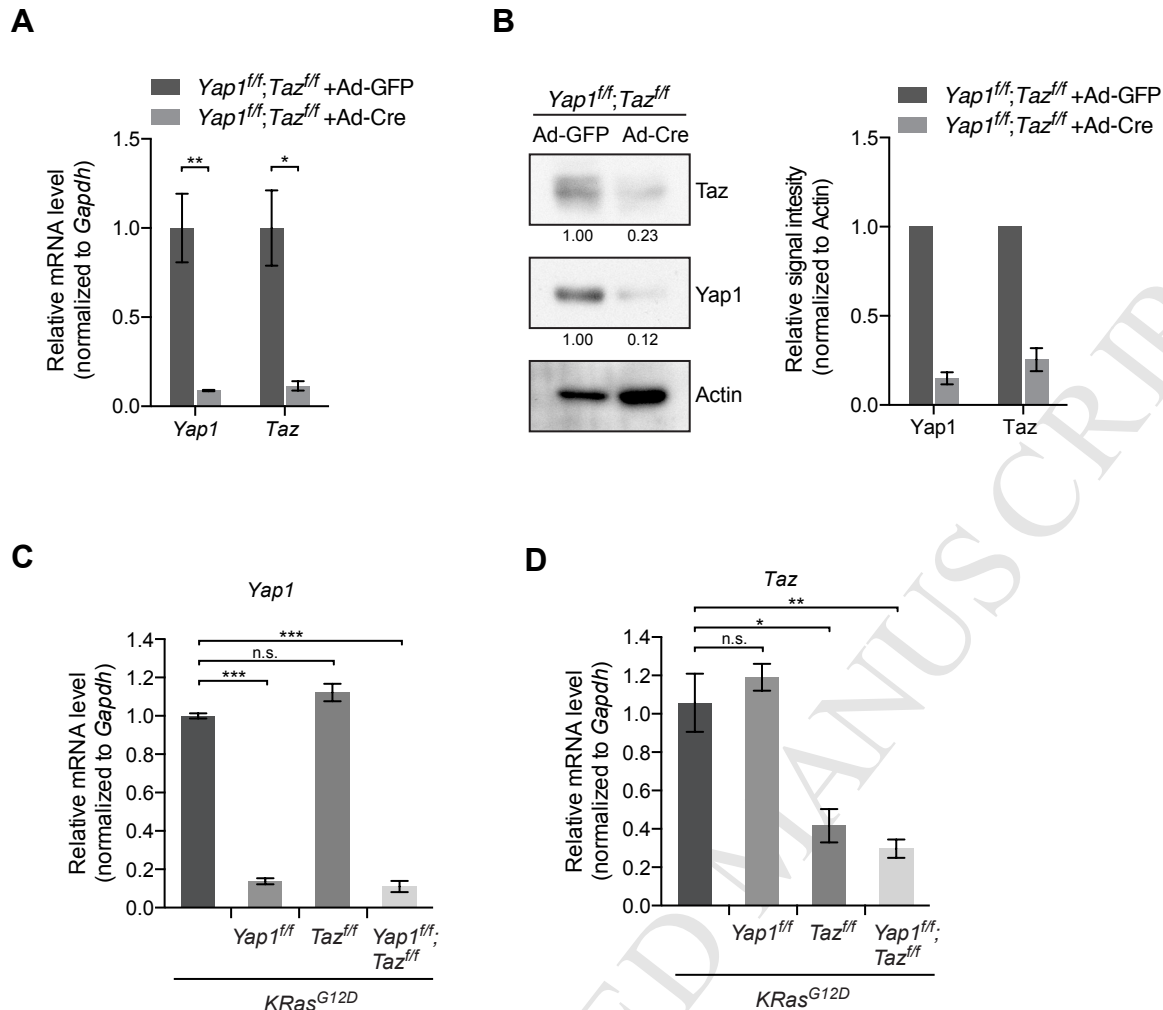 A
Yap1f/f;Tazf/f +Ad-GFP
Yap1f/f;Tazf/f +Ad-Cre
Relative mRNA level
(normalized to Gapdh)
1.5
1.0
0.5
0.0
**
*
Yap1
Taz
B
Yap1f/f;Tazf/f
Ad-GFP Ad-Cre
Taz
1.00 0.23
Yap1
1.00 0.12
Actin
Yap1f/f;Tazf/f +Ad-GFP
Yap1f/f;Tazf/f +Ad-Cre
Relative signal intesity
(normalized to Actin)
1.5
1.0
0.5
0.0
Yap1
Taz
C
Yap1
Relative mRNA level
(normalized to Gapdh)
1.4
1.2
1.0
0.8
0.6
0.4
0.2
0.0
***
n.s.
***
Yap1f/f
Tazf/f
Yap1f/f;
Tazf/f
KRasG12D
D
Taz
Relative mRNA level
(normalized to Gapdh)
1.4
1.2
1.0
0.8
0.6
0.4
0.2
0.0
**
*
n.s.
Yap1f/f
Tazf/f
Yap1f/f;
Tazf/f
KRasG12D
ED MANUSCRIP